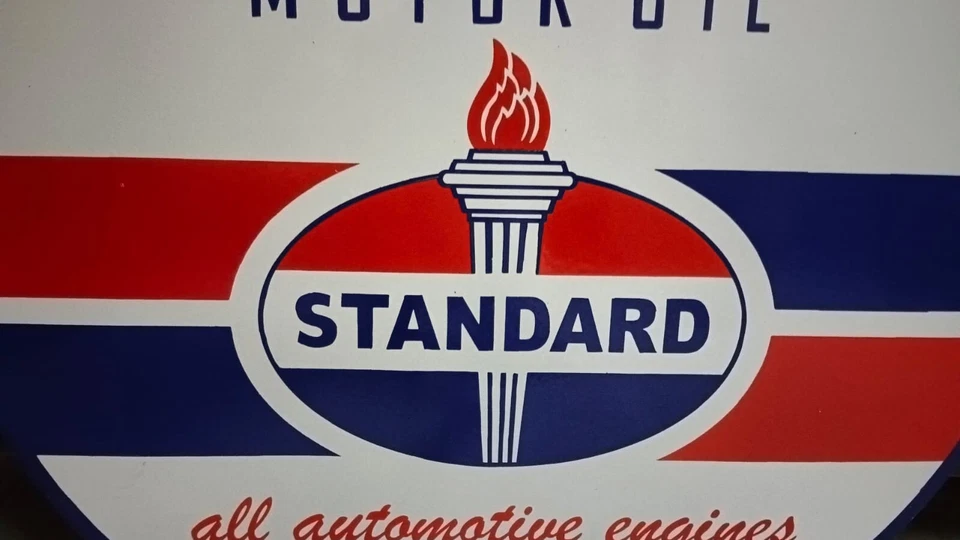 MOTOR OIL
STANDARD
all automotive engines